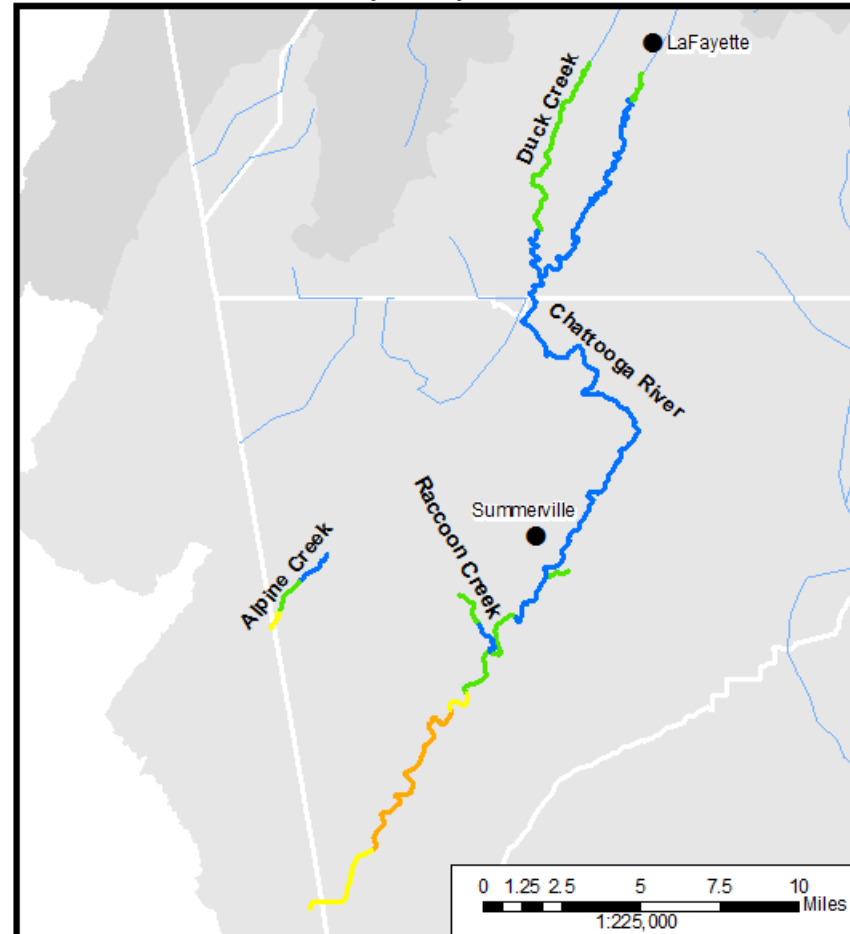 LaFayette
Duck Creek
Chattooga River
Summerville
Raccoon Creek
Alpine Creek
0 1.25 2.5 5 7.5 10
Miles
1:225,000